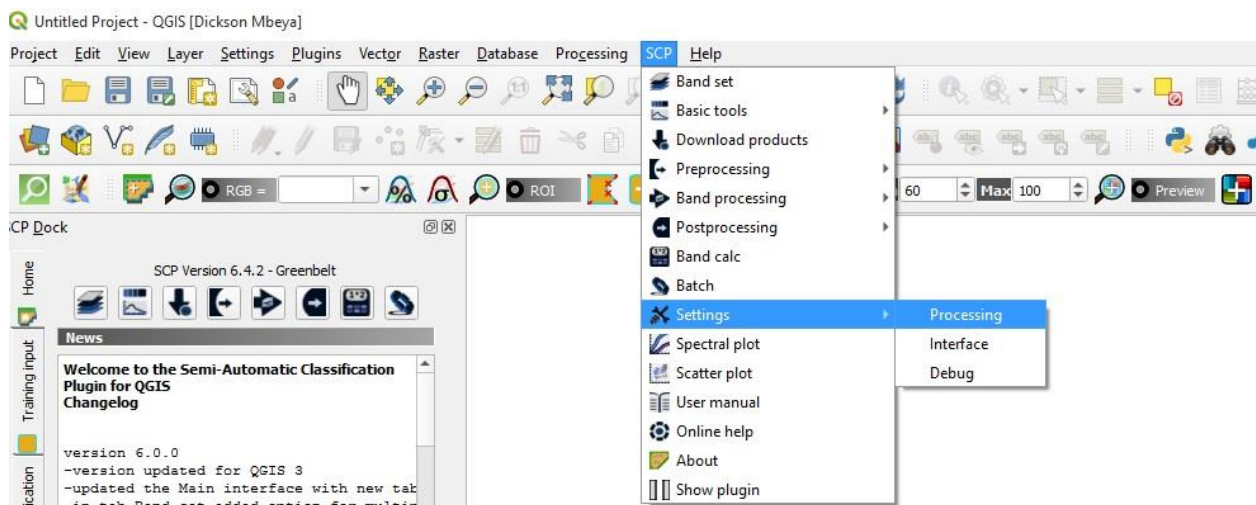 Untitled Project - QGIS [Dickson Mbeya]
Project Edit View Layer Settings Plugins Vector Raster Database Processing SCP Help
Band set
Basic tools
Download products
Preprocessing
Band processing
Postprocessing
Band calc
Batch
Settings
Spectral plot
Scatter plot
User manual
Online help
About
Show plugin
Processing
Interface
Debug
RGB =
ROI
60 Max 100 Preview
CP Dock
Home
Training input
SCP Version 6.4.2 - Greenbelt
News
Welcome to the Semi-Automatic Classification
Plugin for QGIS
Changelog
version 6.0.0
-version updated for QGIS 3
-updated the Main interface with new tab